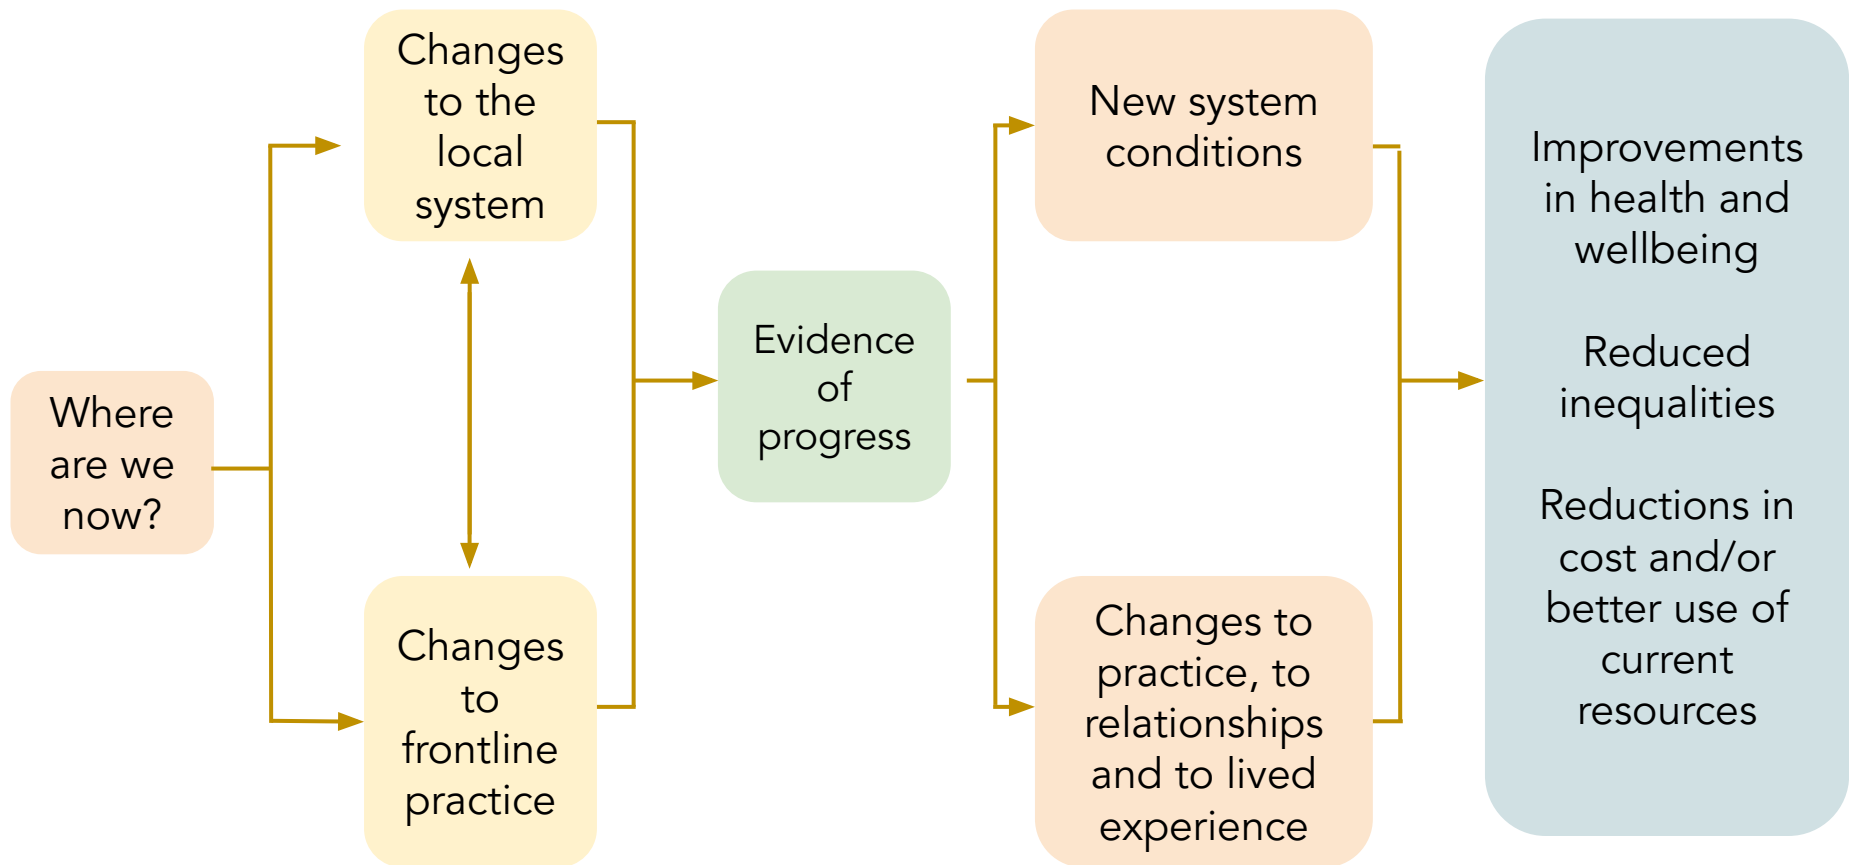 Where
are we
now?
Changes
to the
local
system
Changes
to
frontline
practice
Evidence
of
progress
New system
conditions
Changes to
practice, to
relationships
and to lived
experience
Improvements
in health and
wellbeing
Reduced
inequalities
Reductions in
cost and/or
better use of
current
resources